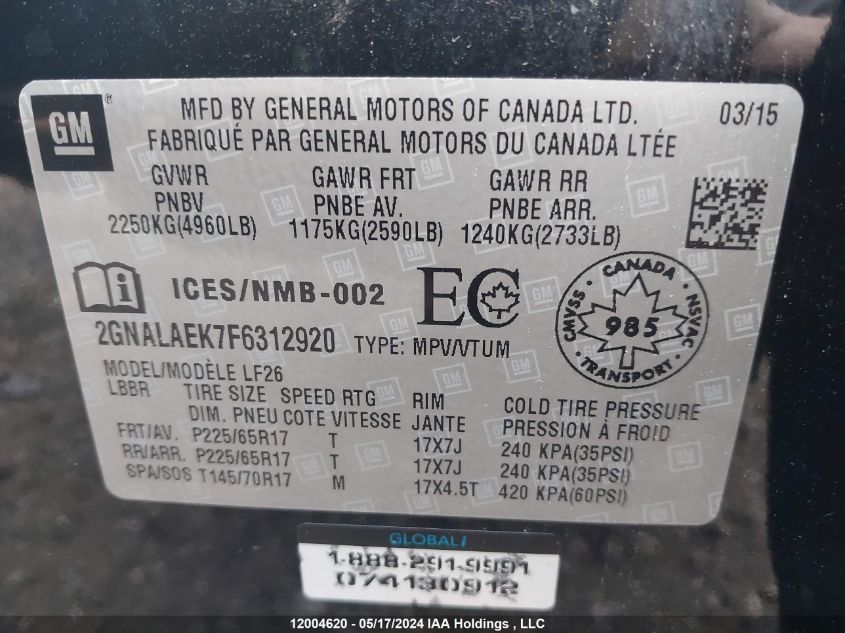 GM ® MFD BY GENERAL MOTORS OF CANADA LTD. 03/15
FABRIQUÉ PAR GENERAL MOTORS DU CANADA LTÉE
GVWR GAWR FRT GAWR RR
PNBV PNBE AV. PNBE ARR.
2250KG(4960LB) 1175KG(2590LB) 1240KG(2733LB)
ICES/NMB-002 EC
CANADA
CMVSS 985 NSVAC
TRANSPORT
2GNALAEK7F6312920 TYPE: MPV/VTUM
MODEL/MODÈLE LF26
LBBR TIRE SIZE SPEED RTG RIM COLD TIRE PRESSURE
DIM. PNEU COTE VITESSE JANTE PRESSION À FROID
FRT/AV. P225/65R17 T 17X7J 240 KPA(35PSI)
RR/ARR. P225/65R17 T 17X7J 240 KPA(35PSI)
SPA/SOS T145/70R17 M 17X4.5T 420 KPA(60PSI)
GLOBALi
1-888-291-9991
074130912
12004620 - 05/17/2024 IAA Holdings , LLC